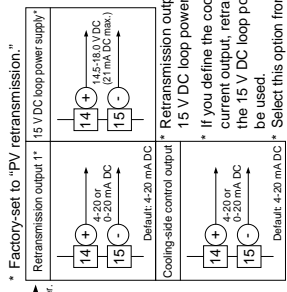 * Factory-set to “PV retransmission.”
Retransmission output 1*
14 +
15 -
4-20 or
0-20 mA DC
Default: 4-20 mA DC
15 V DC loop power supply*
14 +
15 -
14.5-18.0 V DC
(21 mA DC max.)
Cooling-side control output
14 +
15 -
4-20 or
0-20 mA DC
Default: 4-20 mA DC
* Retransmission outp
15 V DC loop power
* If you define the coo
current output, retra
the 15 V DC loop po
be used.
* Select this option from
er.